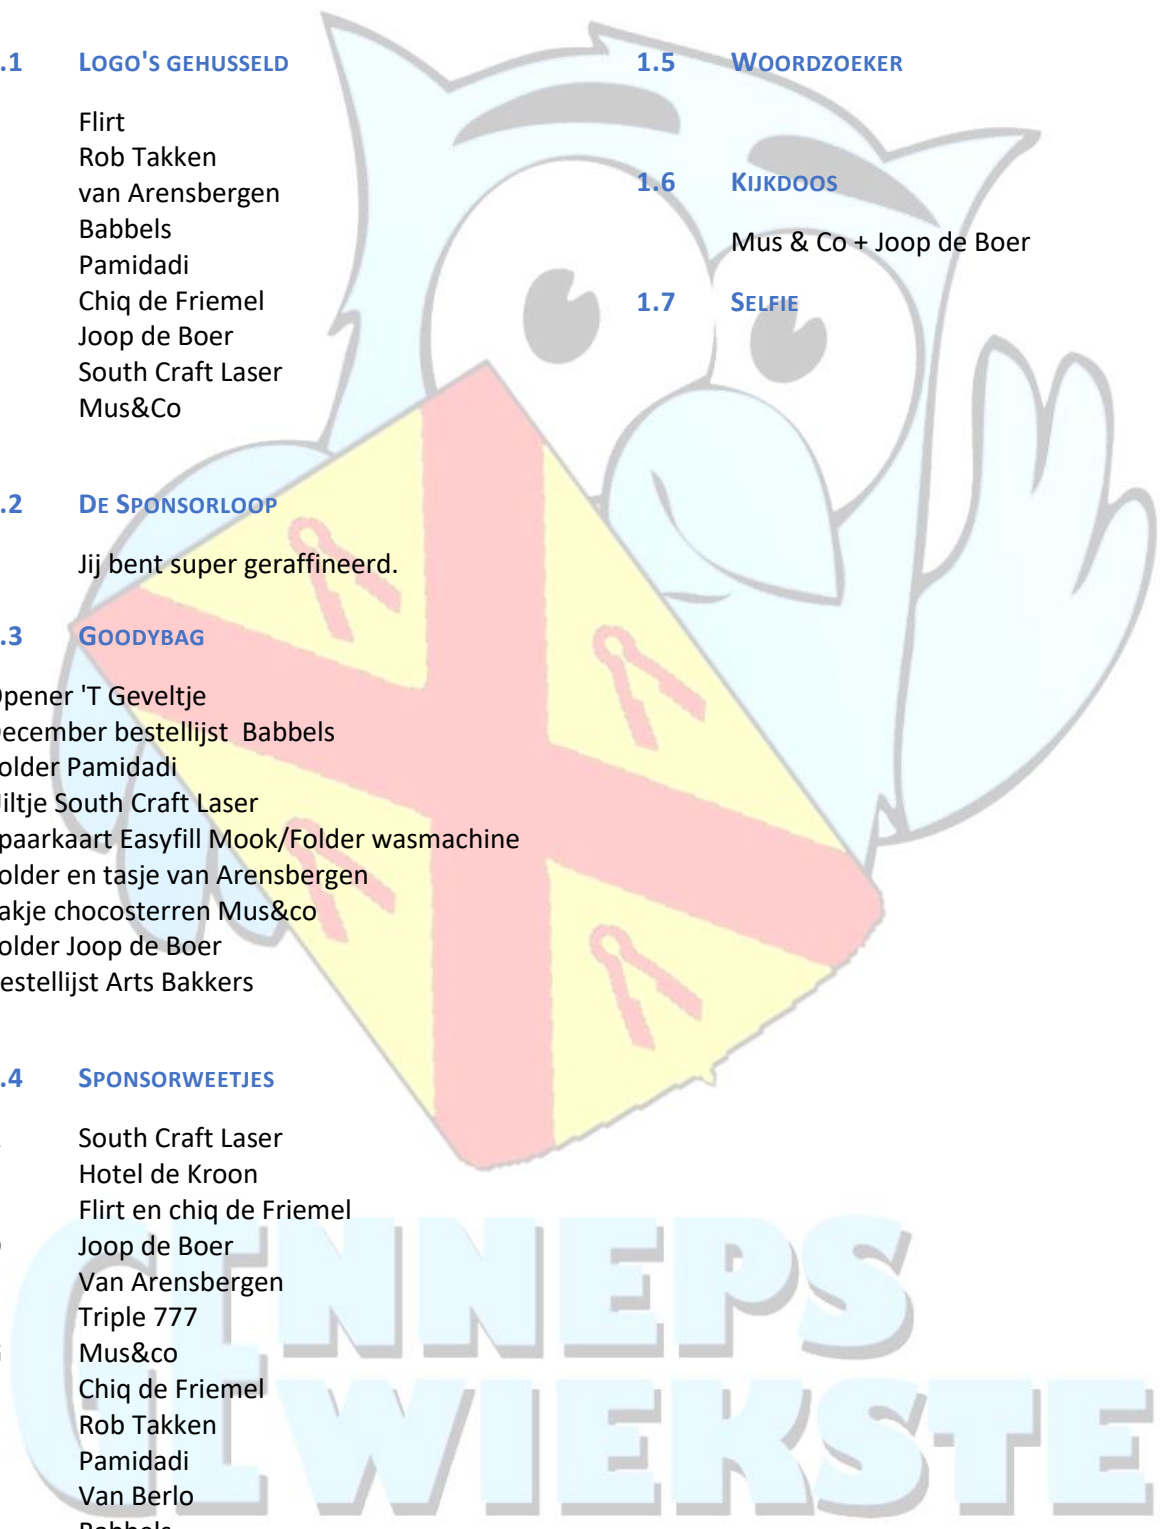 .1 LOGO'S GEHUSSELD
Flirt
Rob Takken
van Arensbergen
Babbels
Pamidadi
Chiq de Friemel
Joop de Boer
South Craft Laser
Mus&Co
.2 DE SPONSORLOOP
Jij bent super geraffineerd.
.3 GOODYBAG
pener 'T Geveltje
ecember bestellijst Babbels
older Pamidadi
iltje South Craft Laser
paarkaart Easyfill Mook/Folder wasmachine
older en tasje van Arensbergen
akje chocosterren Mus&co
older Joop de Boer
estellijst Arts Bakkers
.4 SPONSORWEETJES
South Craft Laser
Hotel de Kroon
Flirt en chiq de Friemel
Joop de Boer
Van Arensbergen
Triple 777
Mus&co
Chiq de Friemel
Rob Takken
Pamidadi
Van Berlo
Babbels
1.5 WOORDZOEKER
1.6 KIJKDOOS
Mus & Co + Joop de Boer
1.7 SELFIE
GENNEPS
GEWIEKSTE